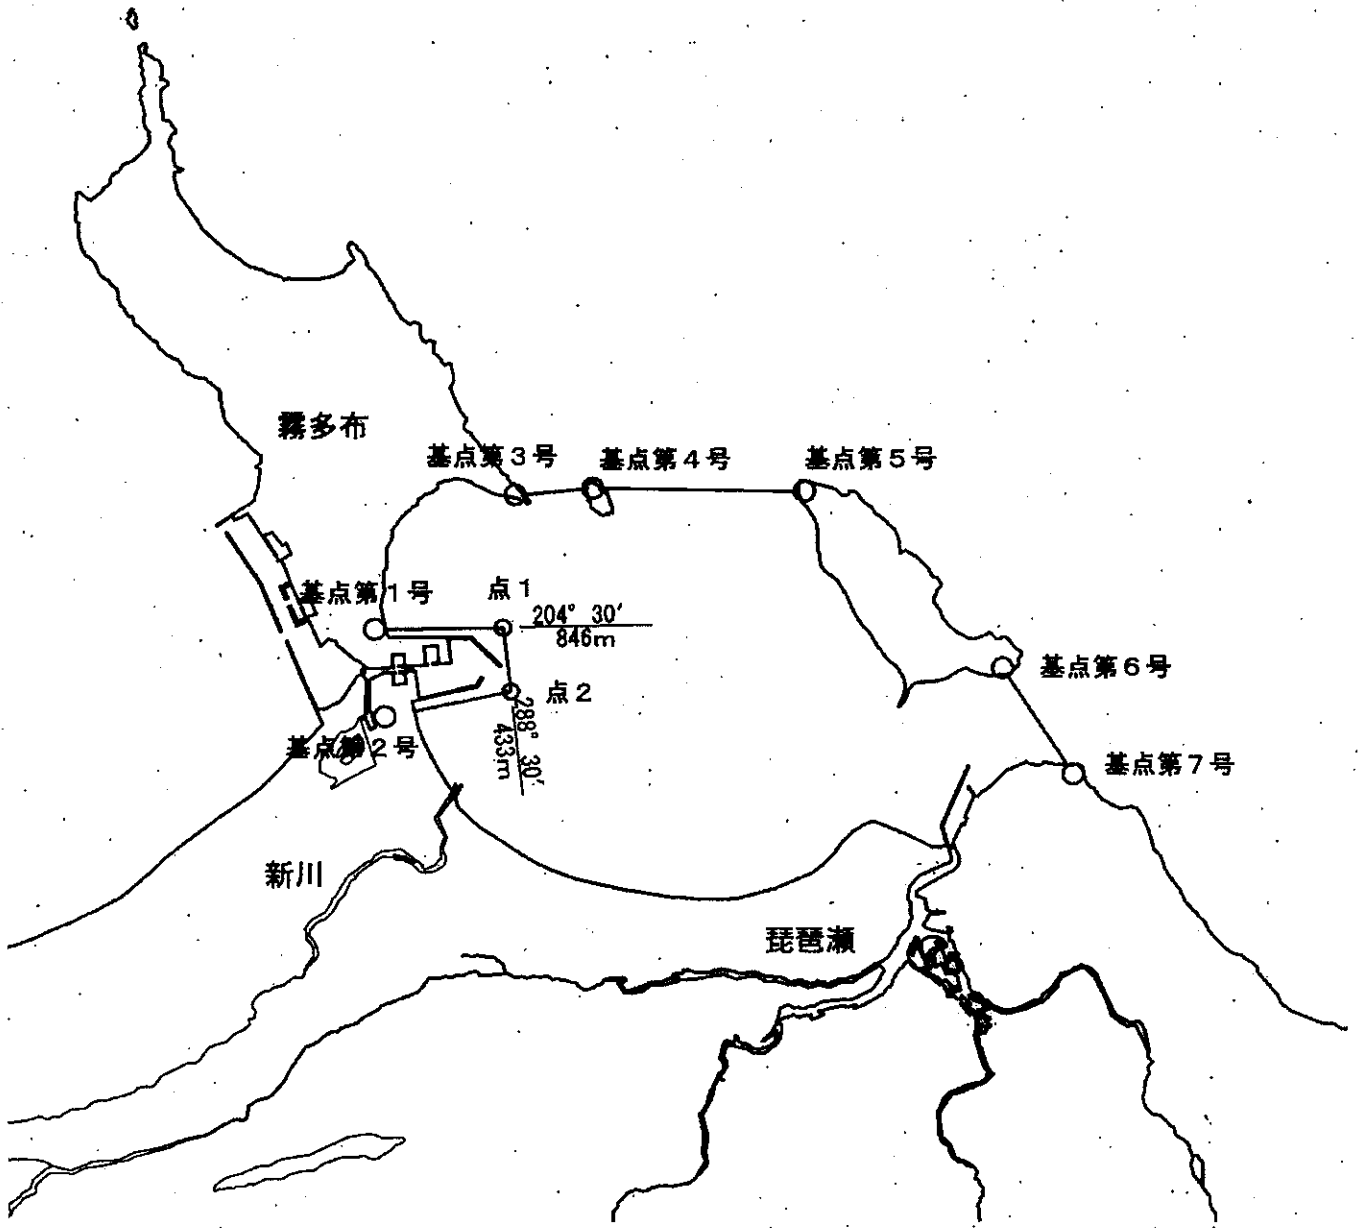 霧多布
基点第3号
基点第4号
基点第5号
基点第1号
点1
204° 30′
846m
基点第6号
点2
288° 30′
433m
基点第2号
基点第7号
新川
琵琶瀬